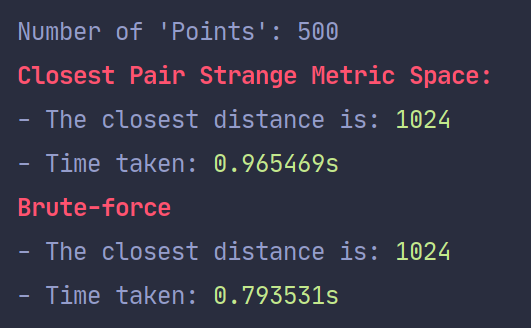 Number of 'Points': 500
Closest Pair Strange Metric Space:
- The closest distance is: 1024
- Time taken: 0.965469s
Brute-force
- The closest distance is: 1024
- Time taken: 0.793531s